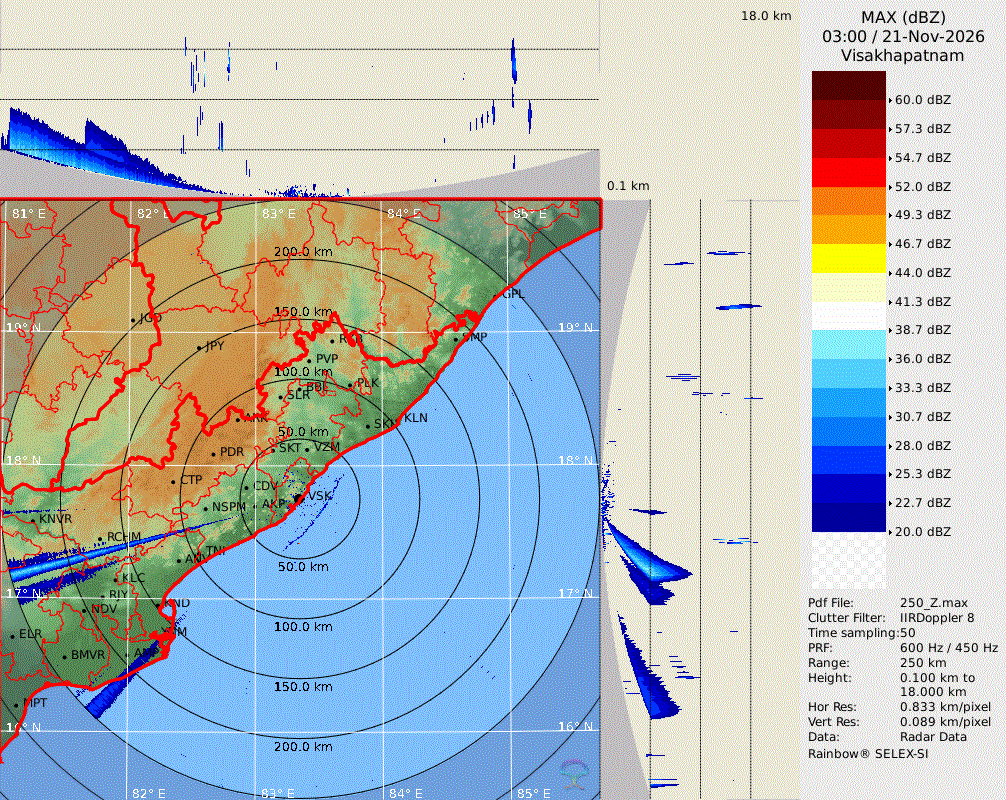 18.0 km
MAX (dBZ)
03:00 / 21-Nov-2026
Visakhapatnam
60.0 dBZ
57.3 dBZ
54.7 dBZ
52.0 dBZ
49.3 dBZ
46.7 dBZ
44.0 dBZ
41.3 dBZ
38.7 dBZ
36.0 dBZ
33.3 dBZ
30.7 dBZ
28.0 dBZ
25.3 dBZ
22.7 dBZ
20.0 dBZ
0.1 km
81° E 82° E 83° E 84° E 85° E
200.0 km
GPL
150.0 km
JGD
19° N 19° N
SMP
JPY
PVP
100.0 km
BBL PLK
SLR
SKM KLN
50.0 km
SKT VZM
PDR
18° N 18° N
CTP
CDV
VSK
NSPM AKP
KNVR
RCHM
TNI
50.0 km
KLC
17° N 17° N
RIY
NDV KND
100.0 km
ELR
BMVR
150.0 km
MPT
16° N 16° N
200.0 km
82° E 83° E 84° E 85° E
Pdf File: 250_Z.max
Clutter Filter: IIRDoppler 8
Time sampling:50
PRF: 600 Hz / 450 Hz
Range: 250 km
Height: 0.100 km to
18.000 km
Hor Res: 0.833 km/pixel
Vert Res: 0.089 km/pixel
Data: Radar Data
Rainbow® SELEX-SI